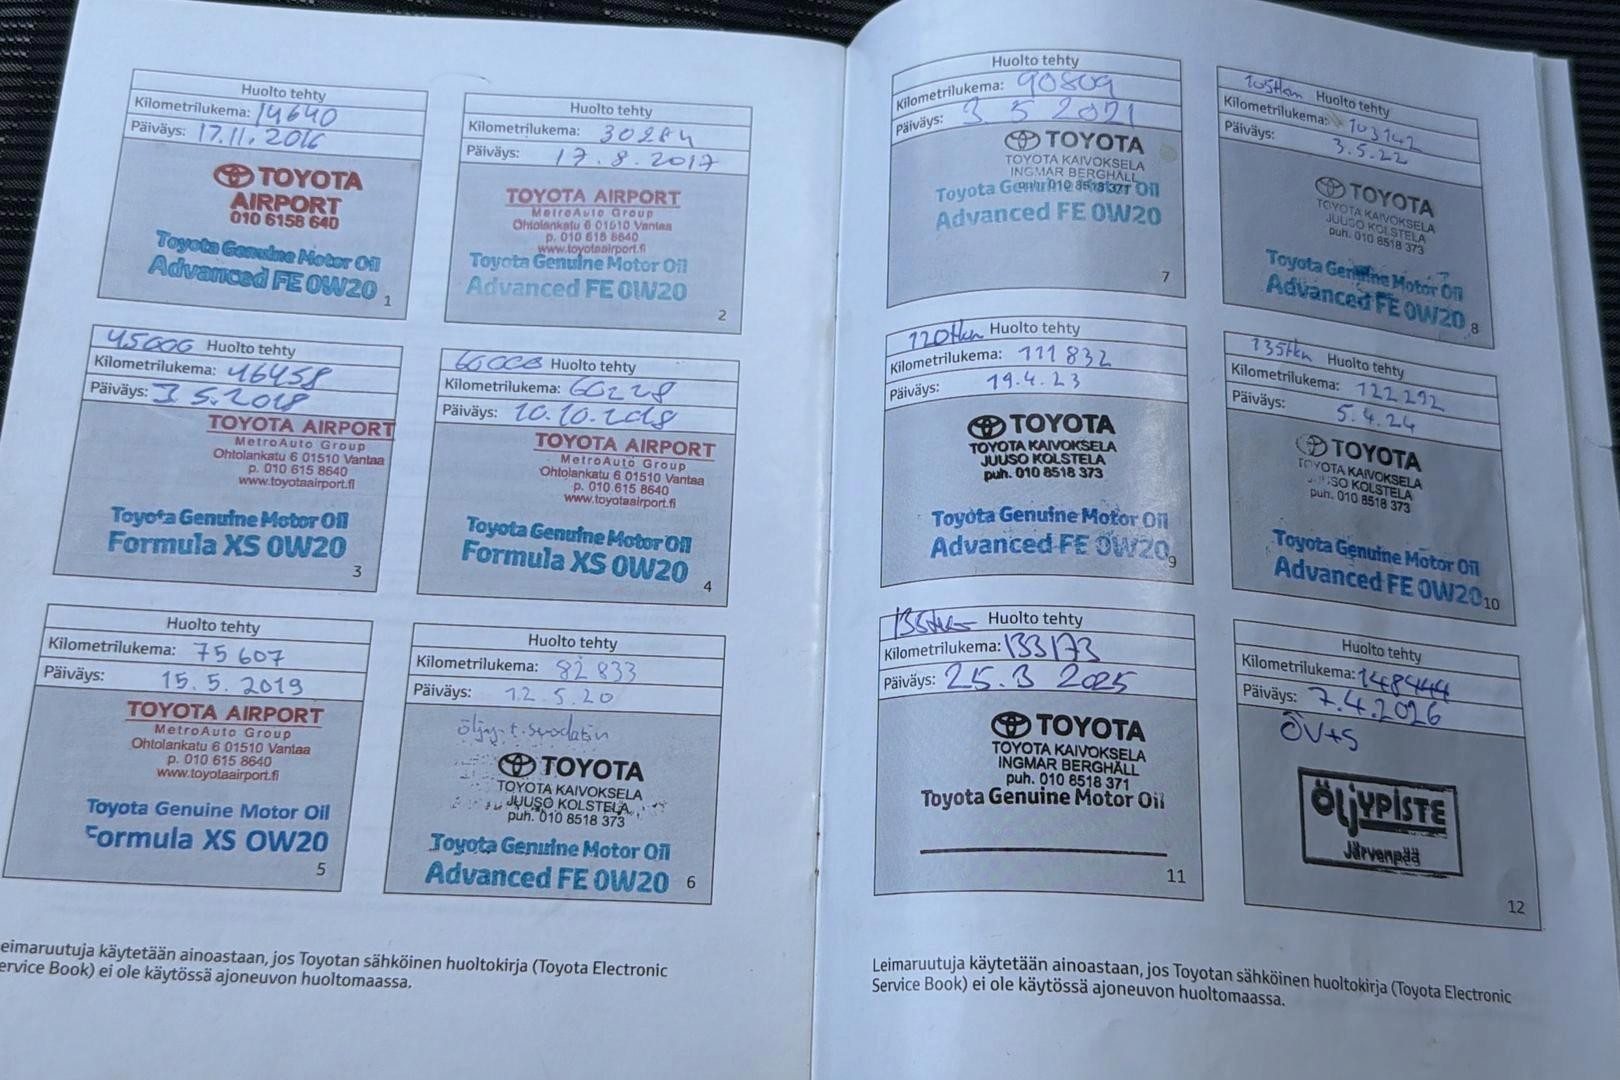 Huolto tehty
Kilometrilukema: 14640
Päiväys: 17.11.2016
TOYOTA
AIRPORT
010 6158 640
Toyota Genuine Motor Oil
Advanced FE 0W20
1
Huolto tehty
Kilometrilukema: 30284
Päiväys: 17.8.2017
TOYOTA AIRPORT
MetroAuto Group
Ohtolankatu 6 01510 Vantaa
p. 010 615 8640
www.toyotaairport.fi
Toyota Genuine Motor Oil
Advanced FE 0W20
2
45000 Huolto tehty
Kilometrilukema: 46458
Päiväys: 3.5.2018
TOYOTA AIRPORT
MetroAuto Group
Ohtolankatu 6 01510 Vantaa
p. 010 615 8640
www.toyotaairport.fi
Toyota Genuine Motor Oil
Formula XS 0W20
3
60000 Huolto tehty
Kilometrilukema: 60228
Päiväys: 10.10.2018
TOYOTA AIRPORT
MetroAuto Group
Ohtolankatu 6 01510 Vantaa
p. 010 615 8640
www.toyotaairport.fi
Toyota Genuine Motor Oil
Formula XS 0W20
4
Huolto tehty
Kilometrilukema: 75607
Päiväys: 15.5.2019
TOYOTA AIRPORT
MetroAuto Group
Ohtolankatu 6 01510 Vantaa
p. 010 615 8640
www.toyotaairport.fi
Toyota Genuine Motor Oil
Formula XS 0W20
5
Huolto tehty
Kilometrilukema: 82 833
Päiväys: 12.5.20
TOYOTA
TOYOTA KAIVOKSELA
JUUSO KOLSTELA
puh. 010 8518 373
Toyota Genuine Motor Oil
Advanced FE 0W20
6
eimaruutuja käytetään ainoastaan, jos Toyotan sähköinen huoltokirja (Toyota Electronic
ervice Book) ei ole käytössä ajoneuvon huoltomaassa.
Huolto tehty
Kilometrilukema: 90809
Päiväys: 3 5 2021
TOYOTA
TOYOTA KAIVOKSELA
INGMAR BERGHÄLL
puh. 010 8518 371
Toyota Genuine Motor Oil
Advanced FE 0W20
7
105tkm Huolto tehty
Kilometrilukema: 103142
Päiväys: 3.5.22
TOYOTA
TOYOTA KAIVOKSELA
JUUSO KOLSTELA
puh. 010 8518 373
Toyota Genuine Motor Oil
Advanced FE 0W20
8
120tkm Huolto tehty
Kilometrilukema: 111 832
Päiväys: 19.4.23
TOYOTA
TOYOTA KAIVOKSELA
JUUSO KOLSTELA
puh. 010 8518 373
Toyota Genuine Motor Oil
Advanced FE 0W20
9
135tkm Huolto tehty
Kilometrilukema: 122292
Päiväys: 5.4.24
TOYOTA
TOYOTA KAIVOKSELA
JUUSO KOLSTELA
puh. 010 8518 373
Toyota Genuine Motor Oil
Advanced FE 0W20
10
135tkm Huolto tehty
Kilometrilukema: 133173
Päiväys: 25.3 2025
TOYOTA
TOYOTA KAIVOKSELA
INGMAR BERGHÄLL
puh. 010 8518 371
Toyota Genuine Motor Oil
11
Huolto tehty
Kilometrilukema: 148444
Päiväys: 7.4.2026
ÖV+S
ÖLJYPISTE
Järvenpää
12
Leimaruutuja käytetään ainoastaan, jos Toyotan sähköinen huoltokirja (Toyota Electronic
Service Book) ei ole käytössä ajoneuvon huoltomaassa.